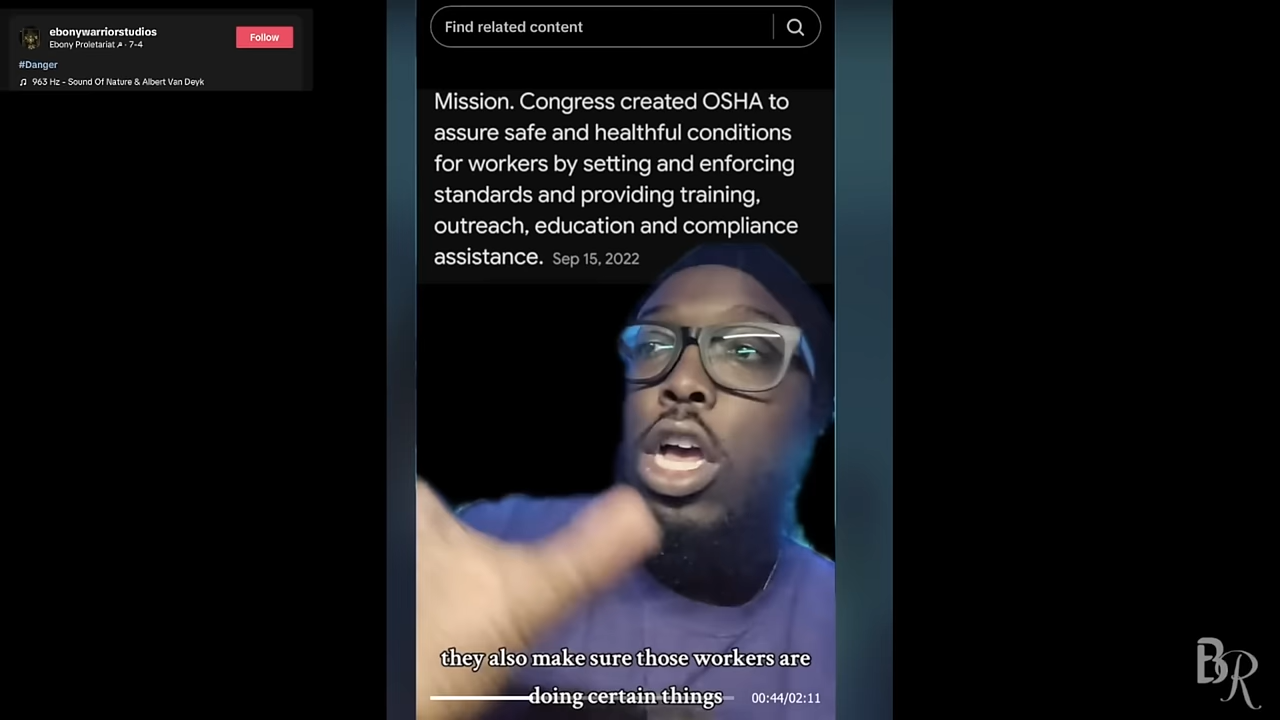 ebonywarriorstudios
Ebony Proletariat · 7-4
Follow
#Danger
963 Hz - Sound Of Nature & Albert Van Deyk
Find related content
Mission. Congress created OSHA to
assure safe and healthful conditions
for workers by setting and enforcing
standards and providing training,
outreach, education and compliance
assistance. Sep 15, 2022
they also make sure those workers are
doing certain things
00:44/02:11
BR